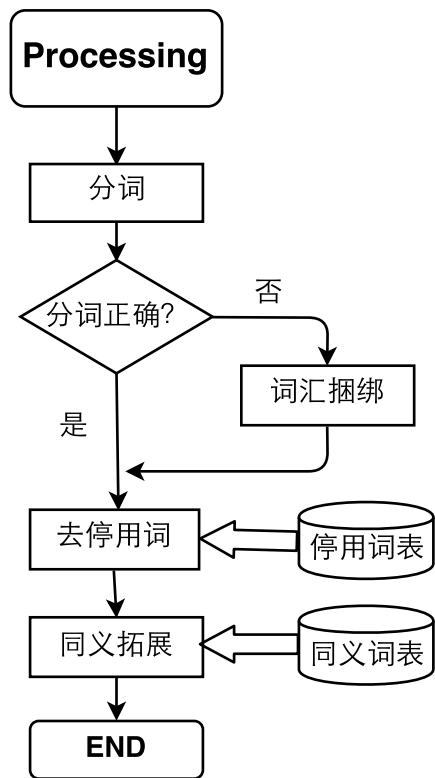 Processing
分词
分词正确?
否
词汇捆绑
是
去停用词
停用词表
同义拓展
同义词表
END